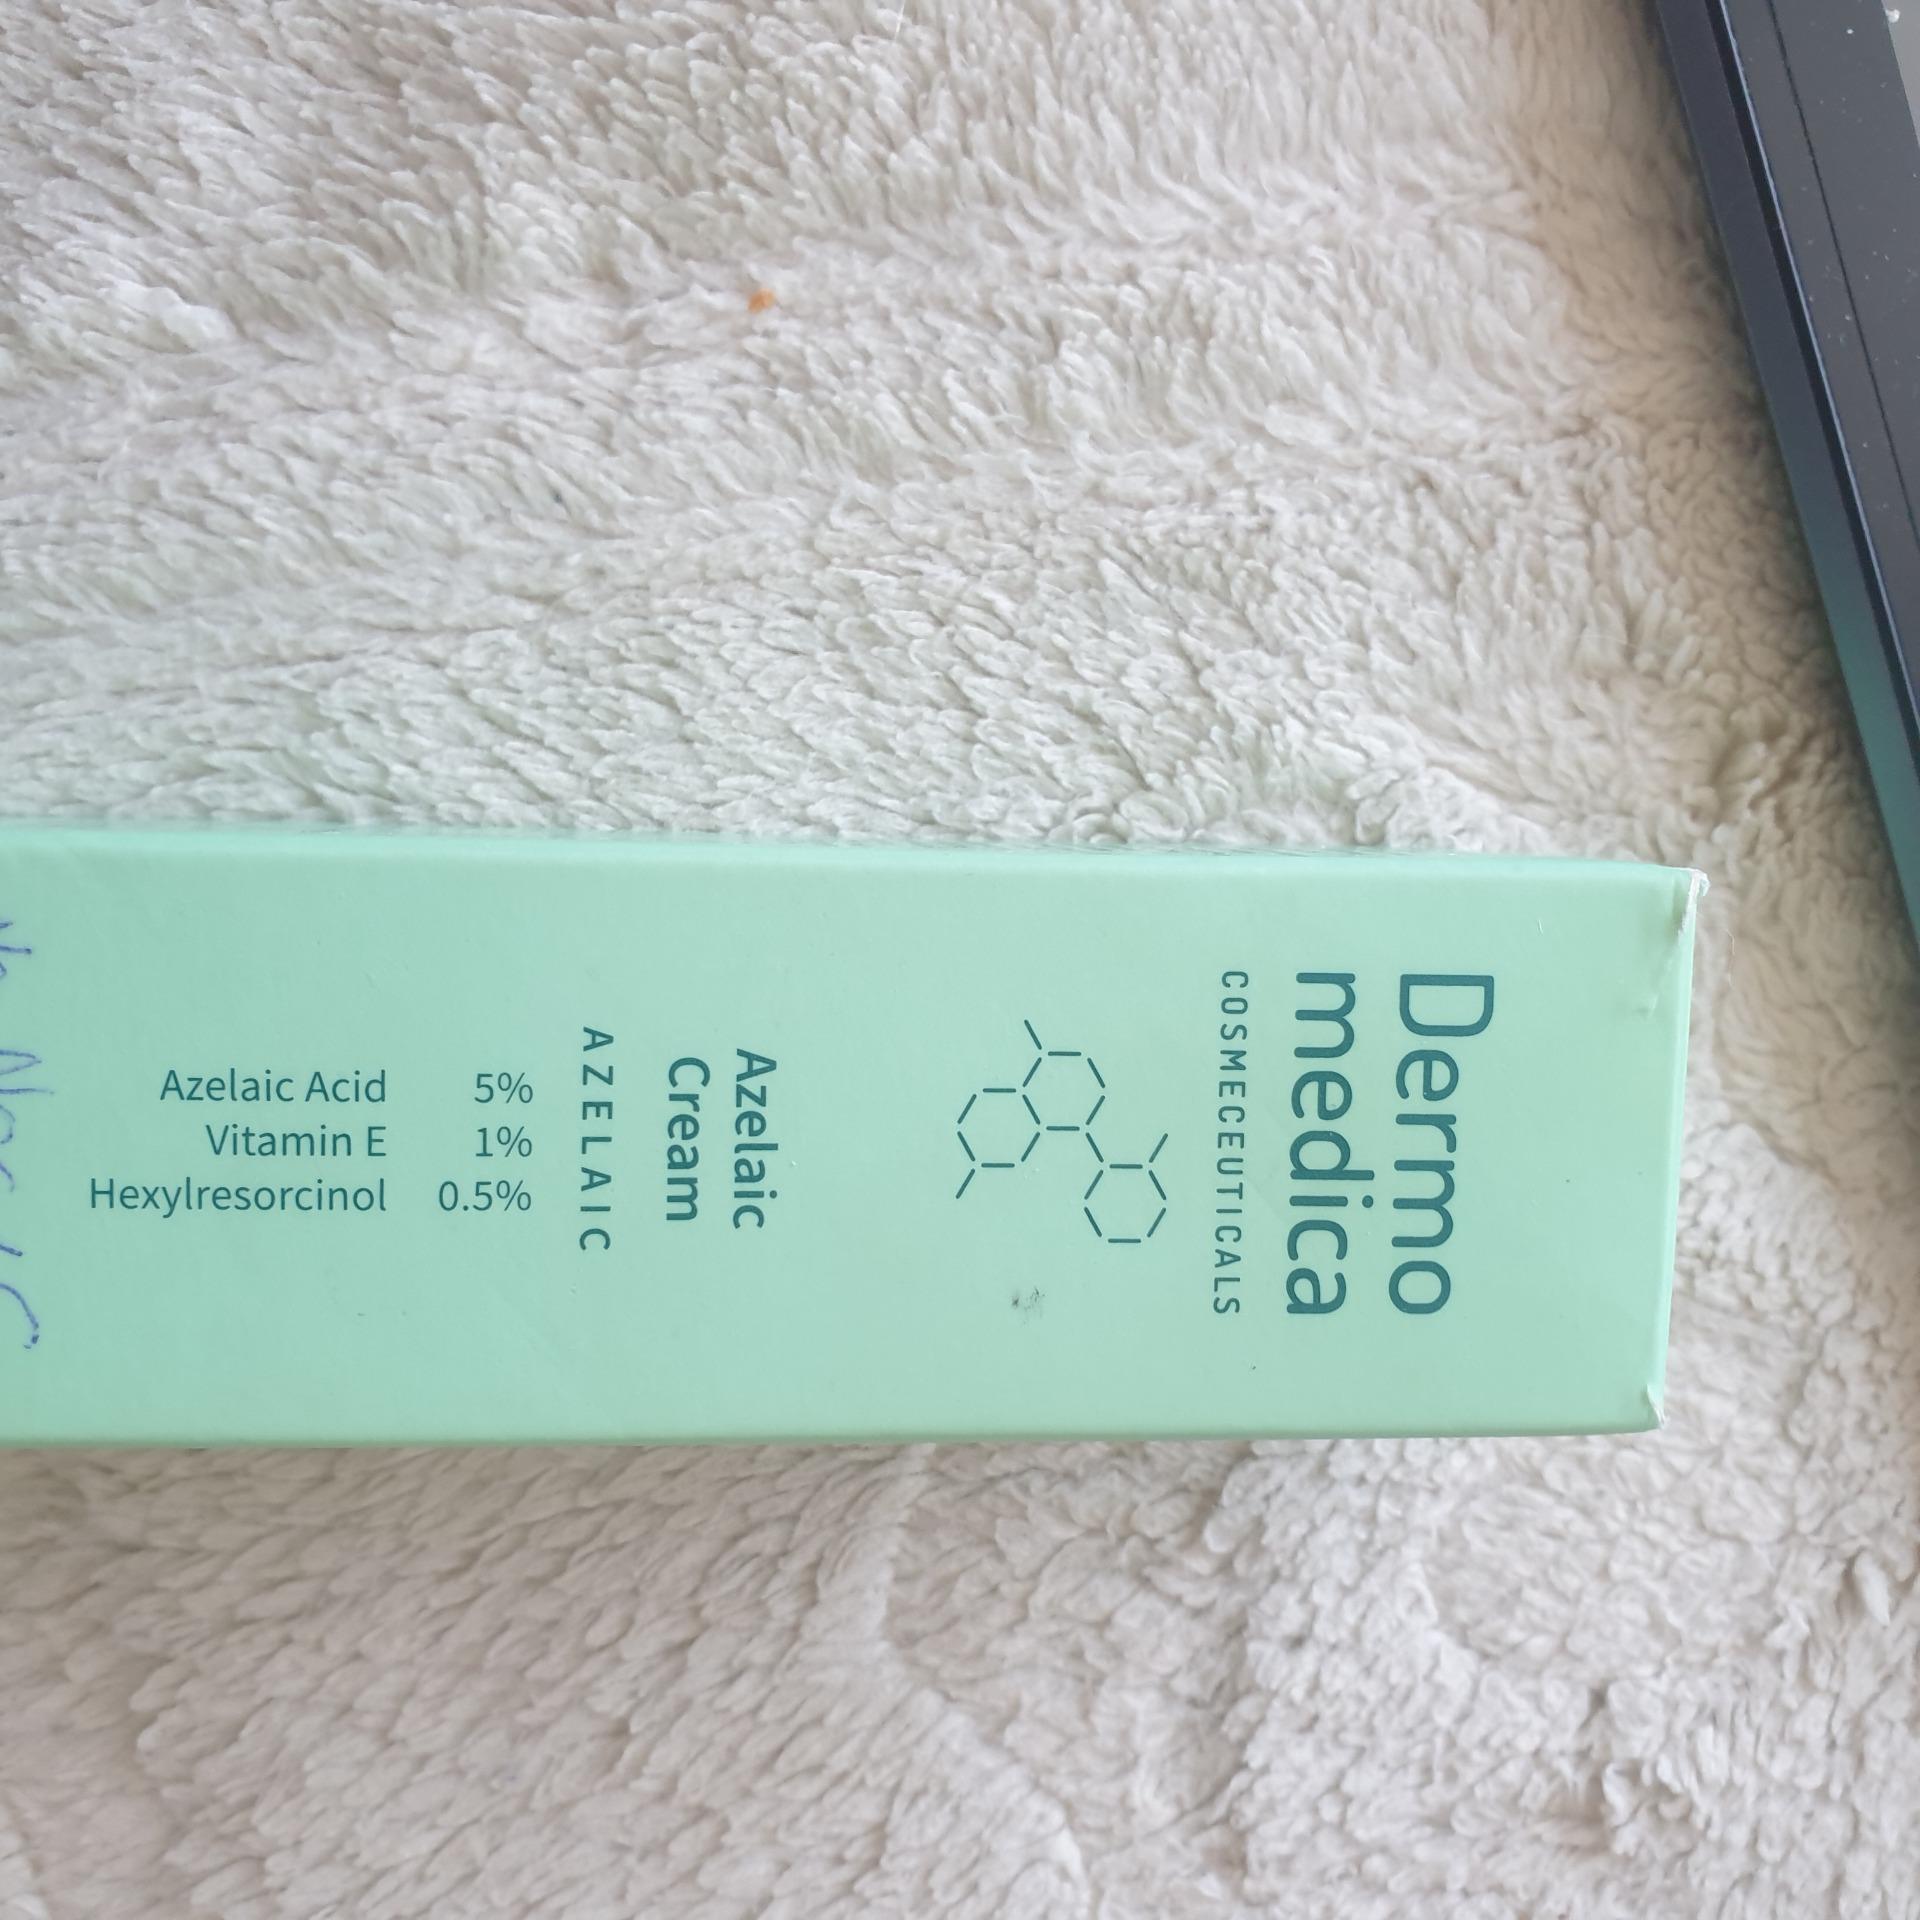 Dermo
medica
COSMECEUTICALS
Azelaic
Cream
AZELAIC
Azelaic Acid 5%
Vitamin E 1%
Hexylresorcinol 0.5%